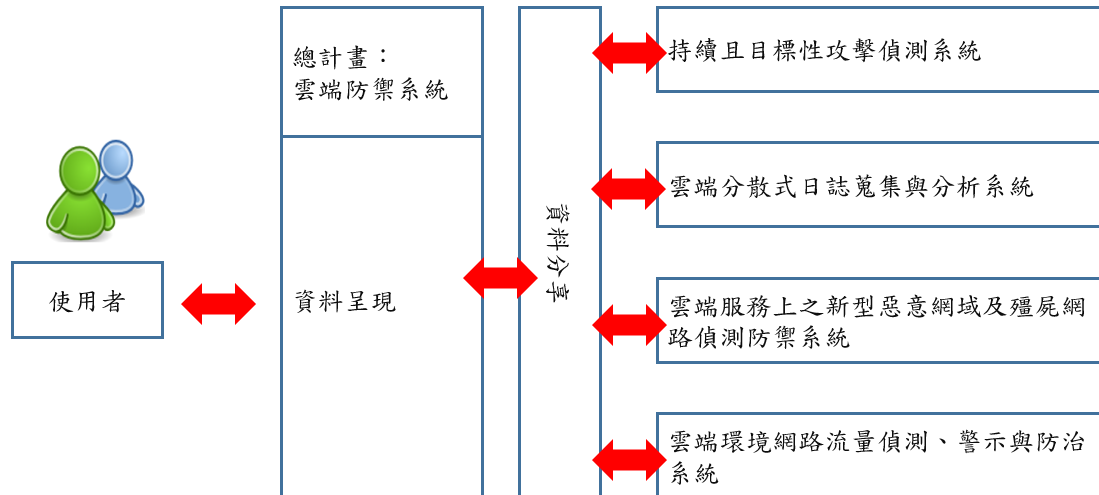 總計畫：
雲端防禦系統
使用者
資料呈現
資料分享
持續且目標性攻擊偵測系統
雲端分散式日誌蒐集與分析系統
雲端服務上之新型惡意網域及殭屍網
路偵測防禦系統
雲端環境網路流量偵測、警示與防治
系統